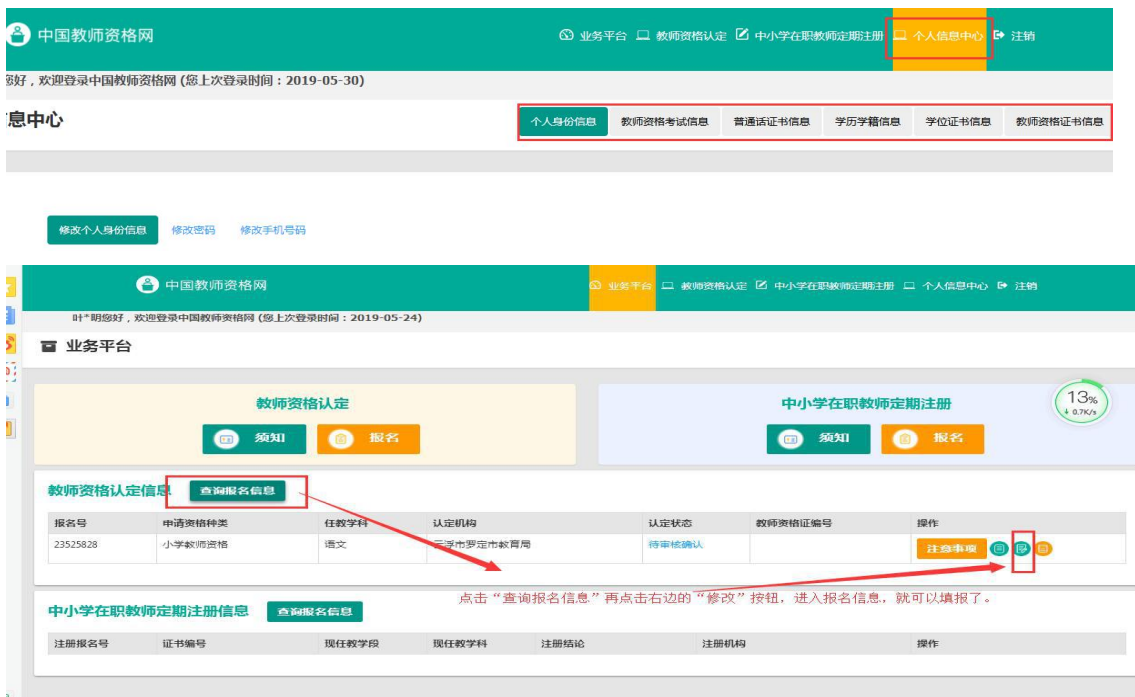 中国教师资格网 业务平台 教师资格认定 中小学在职教师定期注册 个人信息中心 注销
您好，欢迎登录中国教师资格网 (您上次登录时间：2019-05-30)
息中心 个人身份信息 教师资格考试信息 普通话证书信息 学历学籍信息 学位证书信息 教师资格证书信息
修改个人身份信息 修改密码 修改手机号码
中国教师资格网 业务平台 教师资格认定 中小学在职教师定期注册 个人信息中心 注销
叶*明您好，欢迎登录中国教师资格网 (您上次登录时间：2019-05-24)
业务平台
教师资格认定 中小学在职教师定期注册
13%
↓ 0.7K/s
须知 报名 须知 报名
教师资格认定信息 查询报名信息
报名号 申请资格种类 任教学科 认定机构 认定状态 教师资格证编号 操作
23525828 小学教师资格 语文 云浮市罗定市教育局 待审核确认 注意事项
点击“查询报名信息”再点击右边的“修改”按钮，进入报名信息，就可以填报了。
中小学在职教师定期注册信息 查询报名信息
注册报名号 证书编号 现任教学段 现任教学科 注册结论 注册机构 操作